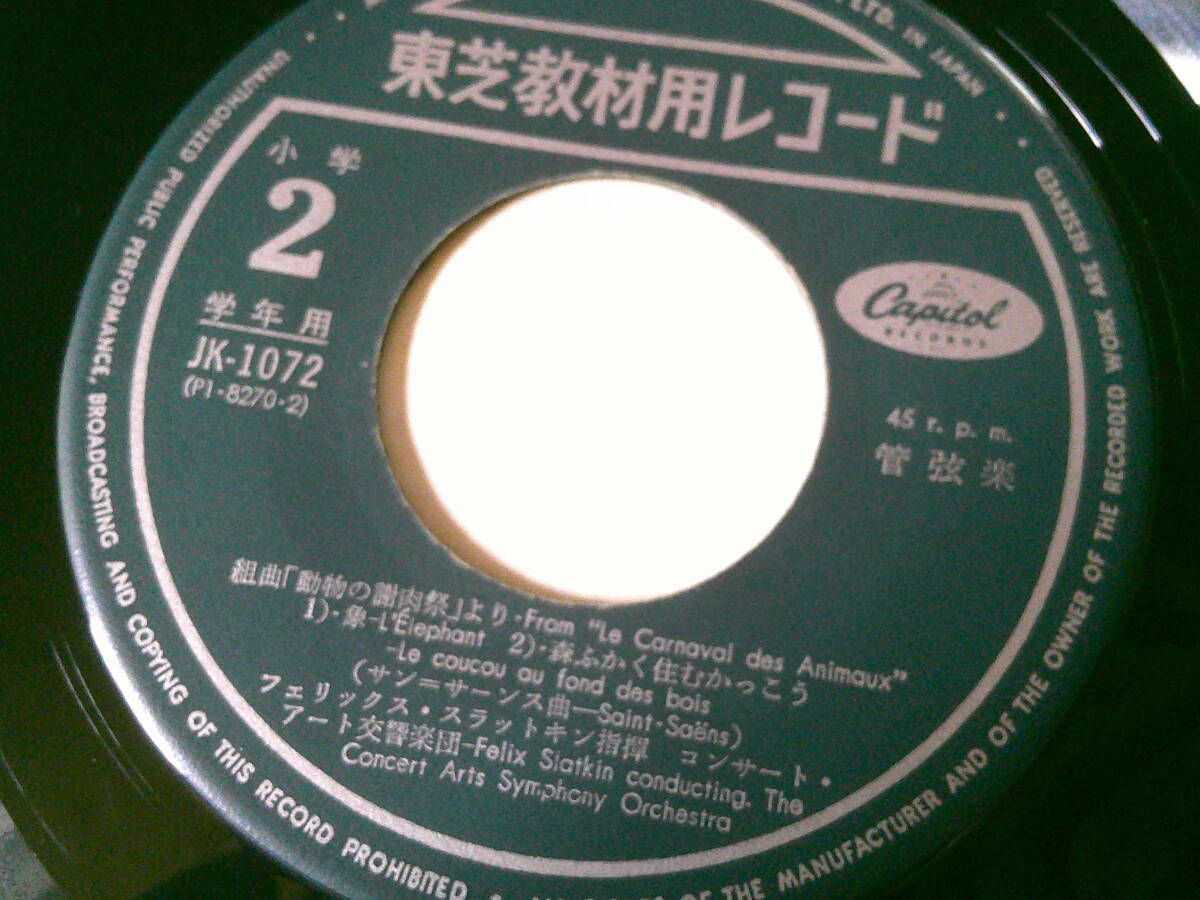 LTD. IN JAPAN
東芝教材用レコード
小学
2
学年用
JK-1072
(PI-8270-2)
Capitol
RECORDS
45 r. p. m.
管弦楽
組曲「動物の謝肉祭」より・From "Le Carnaval des Animaux"
1)・象-L'Elephant 2)・森ふかく住むかっこう
-Le coucou au fond des bois
(サン=サーンス曲—Saint-Saëns)
フェリックス・スラットキン指揮 コンサート・
アート交響楽団-Felix Slatkin conducting. The
Concert Arts Symphony Orchestra
UNAUTHORIZED PUBLIC PERFORMANCE, BROADCASTING AND COPYING OF THIS RECORD PROHIBITED •
OF THE MANUFACTURER AND OF THE OWNER OF THE RECORDED WORK ARE RESERVED